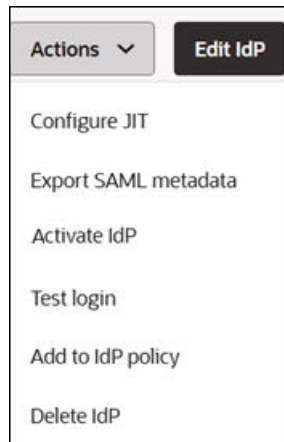 Actions
Edit IdP
Configure JIT
Export SAML metadata
Activate IdP
Test login
Add to IdP policy
Delete IdP